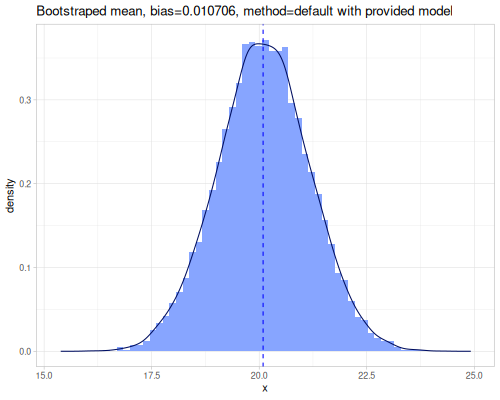 Bootstraped mean, bias=0.010706, method=default with provided model
density
0.3
0.2
0.1
0.0
15.0 17.5 20.0 22.5 25.0
x